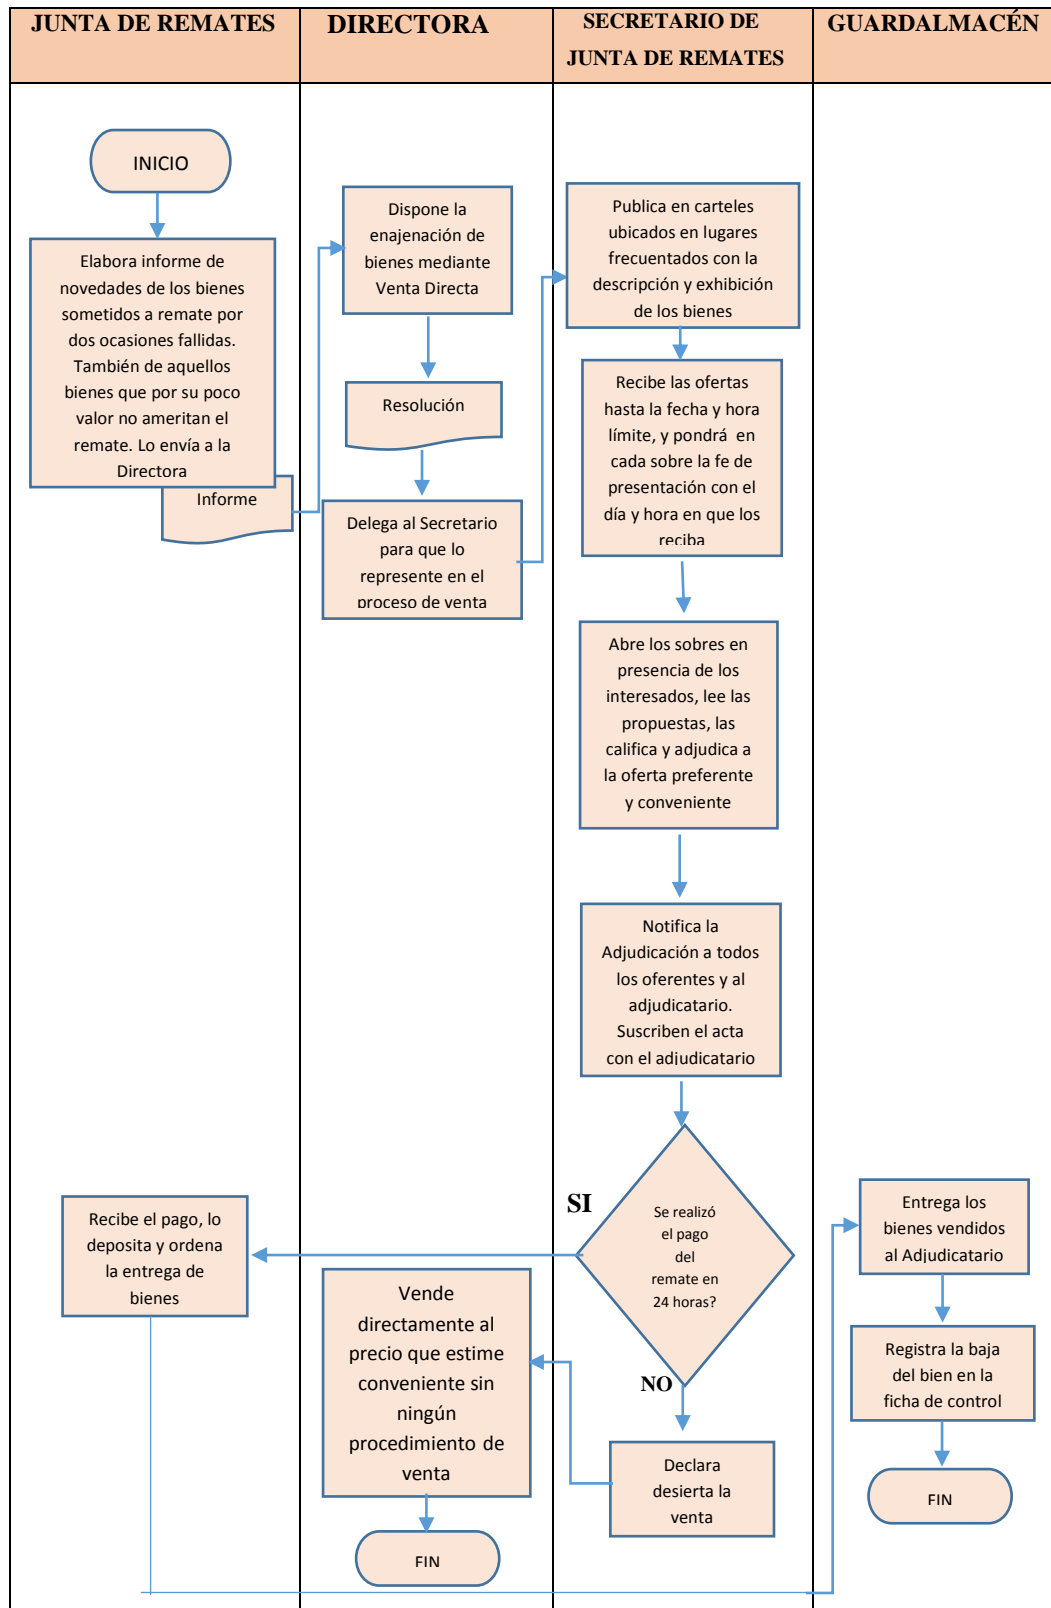 JUNTA DE REMATES
DIRECTORA
SECRETARIO DE
JUNTA DE REMATES
GUARDALMACÉN
INICIO
Elabora informe de
novedades de los bienes
sometidos a remate por
dos ocasiones fallidas.
También de aquellos
bienes que por su poco
valor no ameritan el
remate. Lo envía a la
Directora
Informe
Dispone la
enajenación de
bienes mediante
Venta Directa
Resolución
Delega al Secretario
para que lo
represente en el
proceso de venta
Publica en carteles
ubicados en lugares
frecuentados con la
descripción y exhibición
de los bienes
Recibe las ofertas
hasta la fecha y hora
límite, y pondrá en
cada sobre la fe de
presentación con el
día y hora en que los
reciba
Abre los sobres en
presencia de los
interesados, lee las
propuestas, las
califica y adjudica a
la oferta preferente
y conveniente
Notifica la
Adjudicación a todos
los oferentes y al
adjudicatario.
Suscriben el acta
con el adjudicatario
Se realizó
el pago
del
remate en
24 horas?
SI
NO
Recibe el pago, lo
deposita y ordena
la entrega de
bienes
Vende
directamente al
precio que estime
conveniente sin
ningún
procedimiento de
venta
FIN
Declara
desierta la
venta
Entrega los
bienes vendidos
al Adjudicatario
Registra la baja
del bien en la
ficha de control
FIN